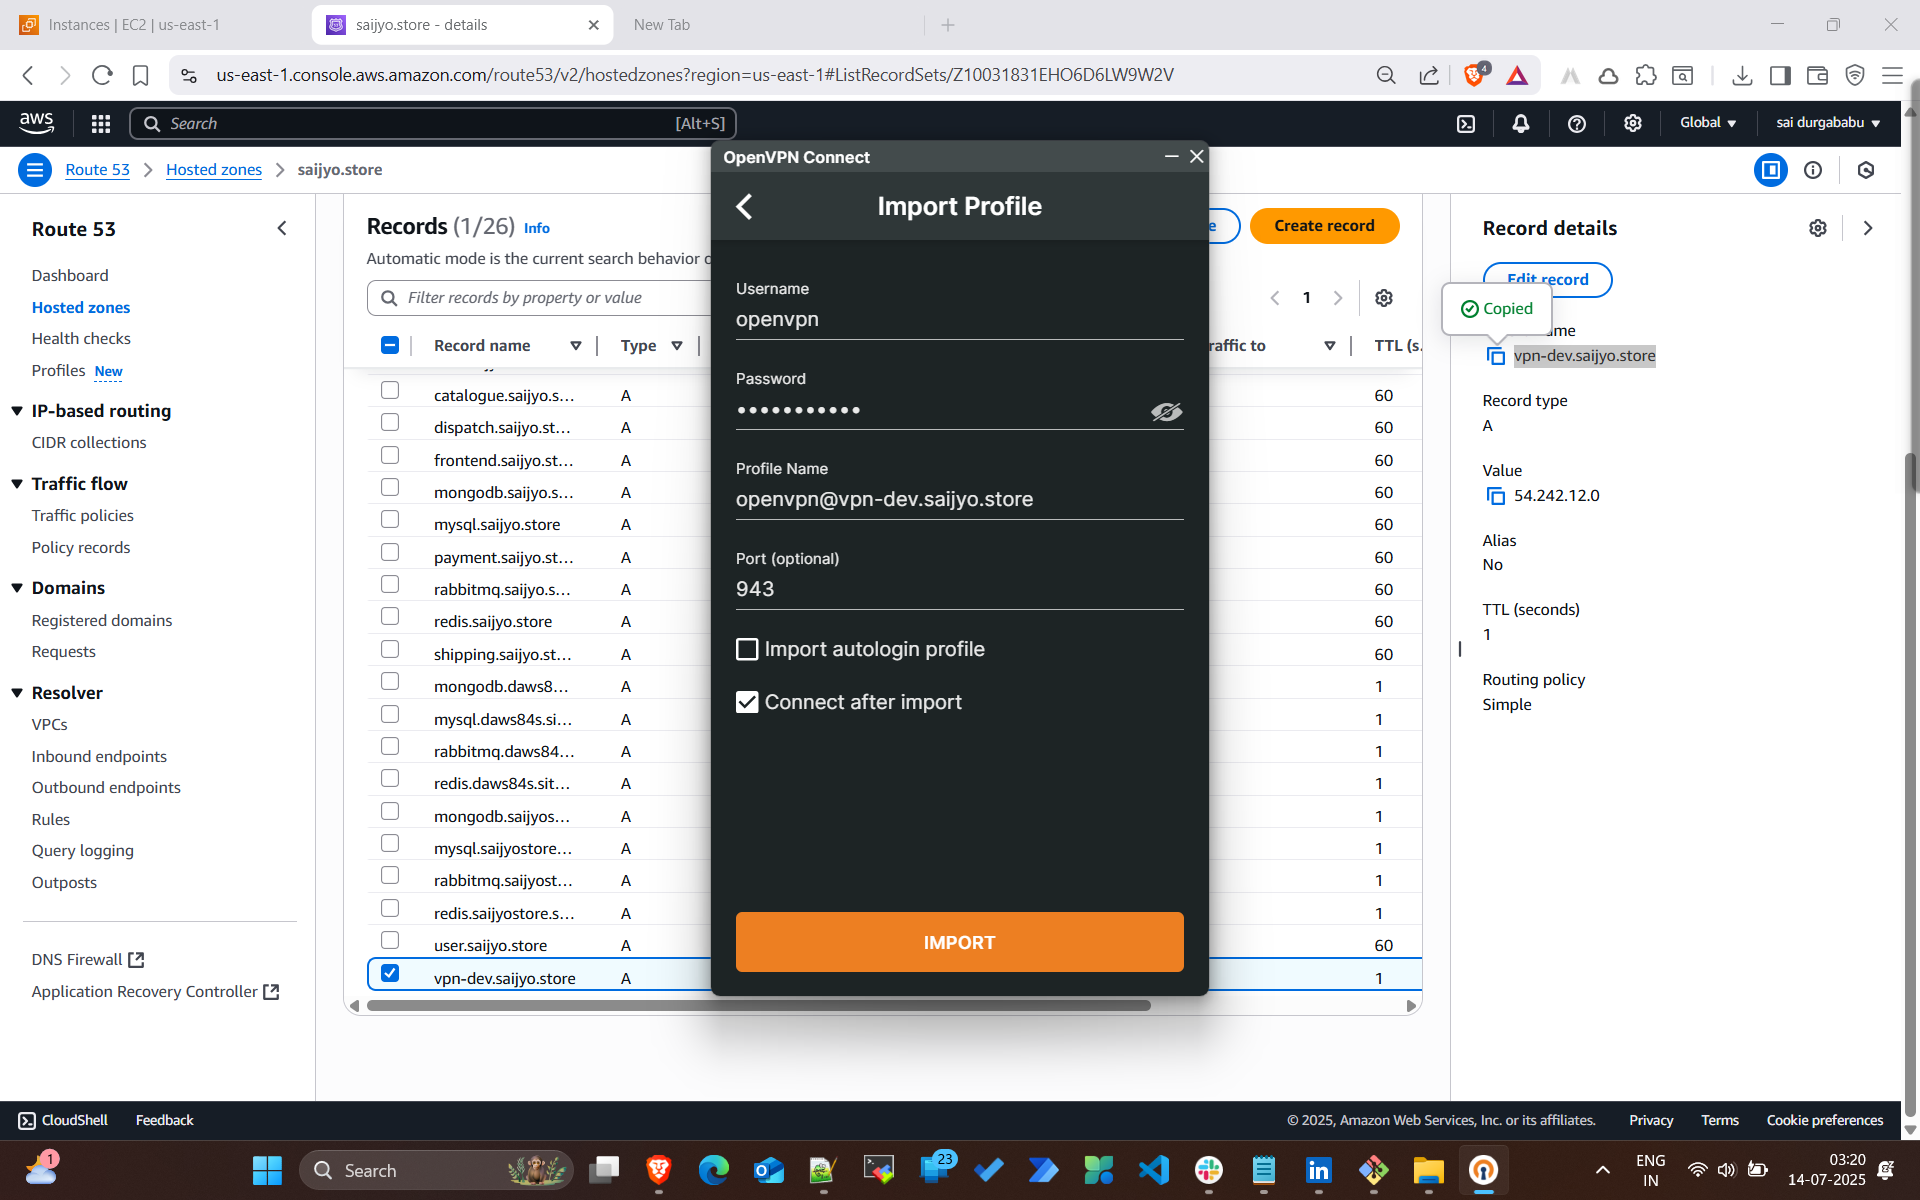 Instances | EC2 | us-east-1
saijyo.store - details
New Tab
us-east-1.console.aws.amazon.com/route53/v2/hostedzones?region=us-east-1#ListRecordSets/Z10031831EHO6D6LW9W2V
4
aws
Search
[Alt+S]
Global
sai durgababu
Route 53
Hosted zones
saijyo.store
Route 53
Dashboard
Hosted zones
Health checks
Profiles New
IP-based routing
CIDR collections
Traffic flow
Traffic policies
Policy records
Domains
Registered domains
Requests
Resolver
VPCs
Inbound endpoints
Outbound endpoints
Rules
Query logging
Outposts
DNS Firewall
Application Recovery Controller
Records (1/26) Info
Create record
Automatic mode is the current search behavior
Filter records by property or value
1
Record name
Type
raffic to
TTL (s.
catalogue.saijyo.s... A 60
dispatch.saijyo.st... A 60
frontend.saijyo.st... A 60
mongodb.saijyo.s... A 60
mysql.saijyo.store A 60
payment.saijyo.st... A 60
rabbitmq.saijyo.s... A 60
redis.saijyo.store A 60
shipping.saijyo.st... A 60
mongodb.daws8... A 1
mysql.daws84s.si... A 1
rabbitmq.daws84... A 1
redis.daws84s.sit... A 1
mongodb.saijyos... A 1
mysql.saijyostore... A 1
rabbitmq.saijyost... A 1
redis.saijyostore.s... A 1
user.saijyo.store A 60
vpn-dev.saijyo.store A 1
OpenVPN Connect
Import Profile
Username
openvpn
Password
•••••••••••
Profile Name
openvpn@vpn-dev.saijyo.store
Port (optional)
943
Import autologin profile
Connect after import
IMPORT
Record details
Edit record
Copied
vpn-dev.saijyo.store
Record type
A
Value
54.242.12.0
Alias
No
TTL (seconds)
1
Routing policy
Simple
CloudShell
Feedback
© 2025, Amazon Web Services, Inc. or its affiliates.
Privacy
Terms
Cookie preferences
1
Search
23
ENG
IN
03:20
14-07-2025